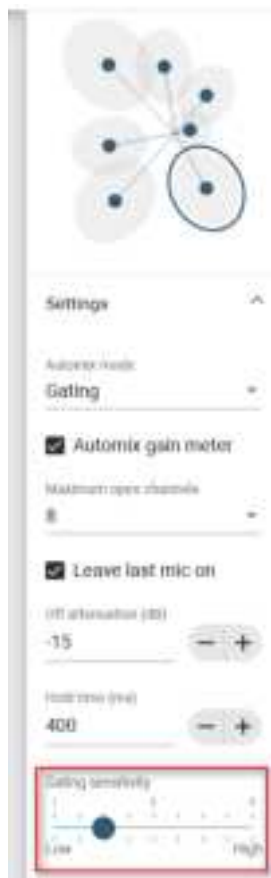 Settings
Automix mode
Gating
Automix gain meter
Maximum open channels
8
Leave last mic on
Off attenuation (dB)
-15
Hold time (ms)
400
Gating sensitivity
Low High